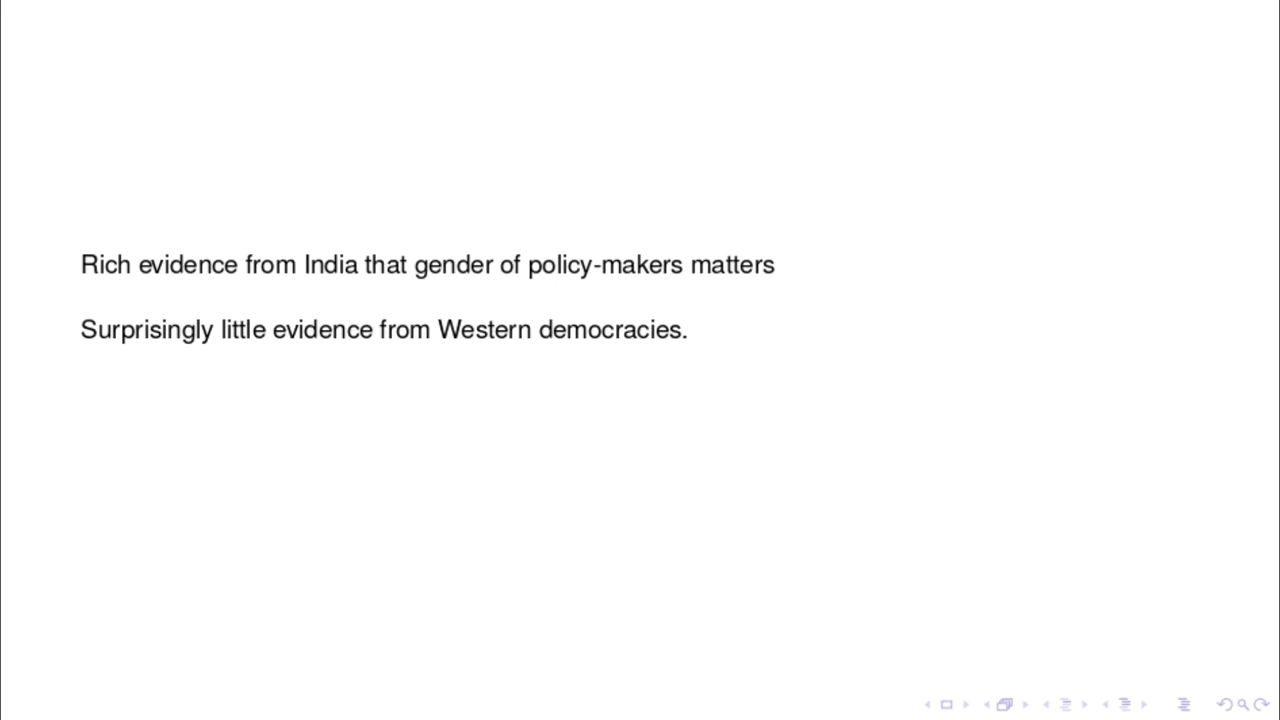 Rich evidence from India that gender of policy-makers matters
Surprisingly little evidence from Western democracies.